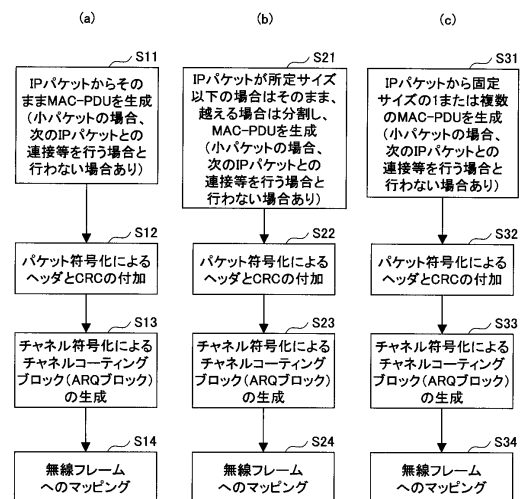 (a)
S11
IPパケットからその
ままMAC-PDUを生成
(小パケットの場合、
次のIPパケットとの
連接等を行う場合と
行わない場合あり)
S12
パケット符号化による
ヘッダとCRCの付加
S13
チャネル符号化による
チャネルコーティング
ブロック(ARQブロック)
の生成
S14
無線フレーム
へのマッピング
(b)
S21
IPパケットが所定サイズ
以下の場合はそのまま、
越える場合は分割し、
MAC-PDUを生成
(小パケットの場合、
次のIPパケットとの
連接等を行う場合と
行わない場合あり)
S22
パケット符号化による
ヘッダとCRCの付加
S23
チャネル符号化による
チャネルコーティング
ブロック(ARQブロック)
の生成
S24
無線フレーム
へのマッピング
(c)
S31
IPパケットから固定
サイズの1または複数
のMAC-PDUを生成
(小パケットの場合、
次のIPパケットとの
連接等を行う場合と
行わない場合あり)
S32
パケット符号化による
ヘッダとCRCの付加
S33
チャネル符号化による
チャネルコーティング
ブロック(ARQブロック)
の生成
S34
無線フレーム
へのマッピング